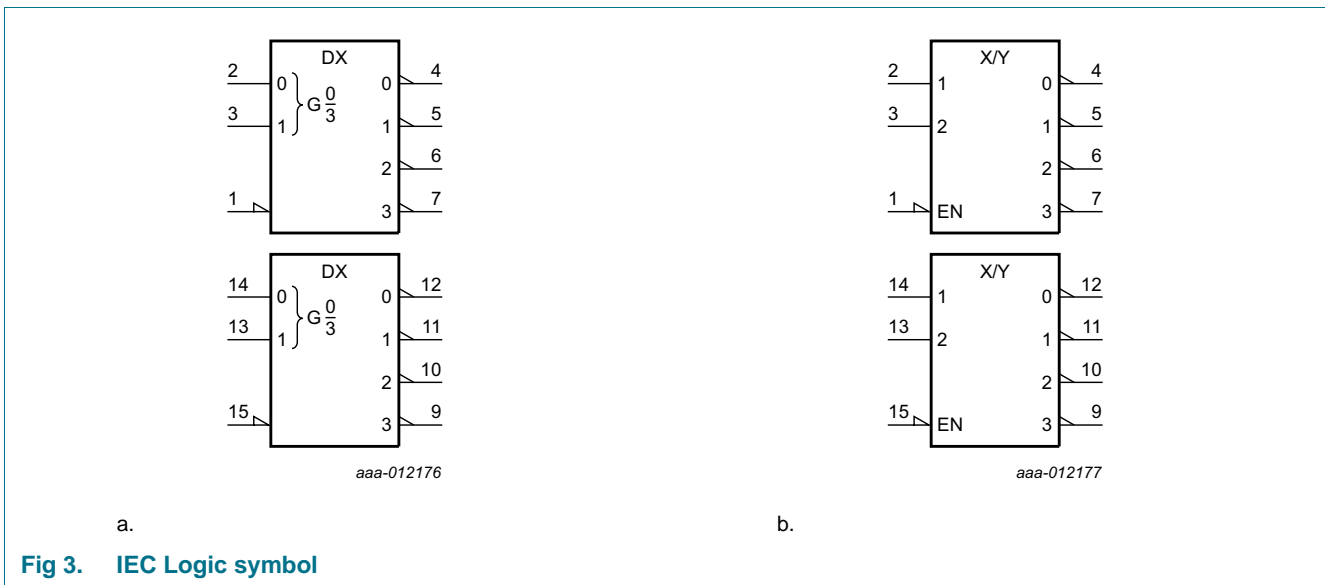 DX
2 0 0 4
G 0/3
3 1 1 5
2 6
1 3 7
DX
14 0 0 12
G 0/3
13 1 1 11
2 10
15 3 9
aaa-012176
a.
X/Y
2 1 0 4
3 2 1 5
2 6
1 EN 3 7
X/Y
14 1 0 12
13 2 1 11
2 10
15 EN 3 9
aaa-012177
b.
Fig 3. IEC Logic symbol